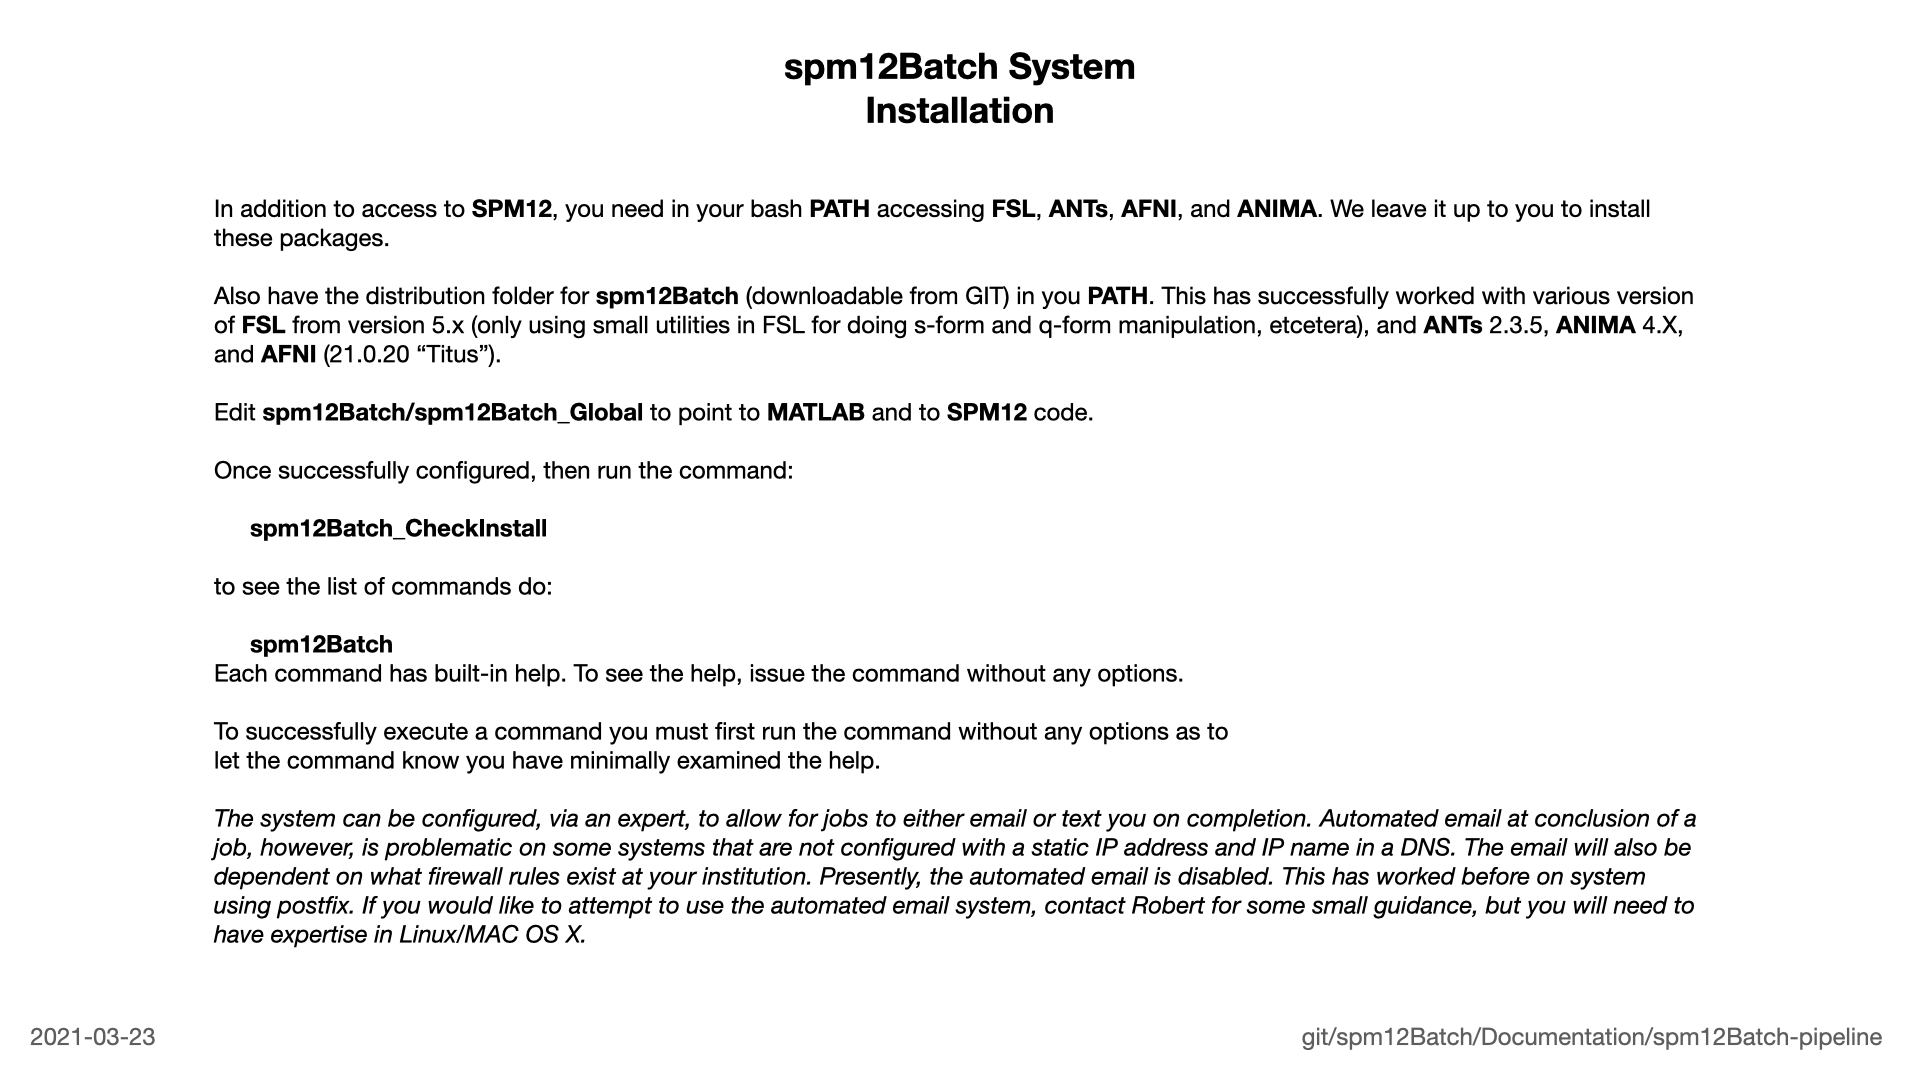 spm12Batch System
Installation
In addition to access to SPM12, you need in your bash PATH accessing FSL, ANTs, AFNI, and ANIMA. We leave it up to you to install
these packages.
Also have the distribution folder for spm12Batch (downloadable from GIT) in you PATH. This has successfully worked with various version
of FSL from version 5.x (only using small utilities in FSL for doing s-form and q-form manipulation, etcetera), and ANTs 2.3.5, ANIMA 4.X,
and AFNI (21.0.20 “Titus”).
Edit spm12Batch/spm12Batch_Global to point to MATLAB and to SPM12 code.
Once successfully configured, then run the command:
spm12Batch_CheckInstall
to see the list of commands do:
spm12Batch
Each command has built-in help. To see the help, issue the command without any options.
To successfully execute a command you must first run the command without any options as to
let the command know you have minimally examined the help.
The system can be configured, via an expert, to allow for jobs to either email or text you on completion. Automated email at conclusion of a
job, however, is problematic on some systems that are not configured with a static IP address and IP name in a DNS. The email will also be
dependent on what firewall rules exist at your institution. Presently, the automated email is disabled. This has worked before on system
using postfix. If you would like to attempt to use the automated email system, contact Robert for some small guidance, but you will need to
have expertise in Linux/MAC OS X.
2021-03-23
git/spm12Batch/Documentation/spm12Batch-pipeline